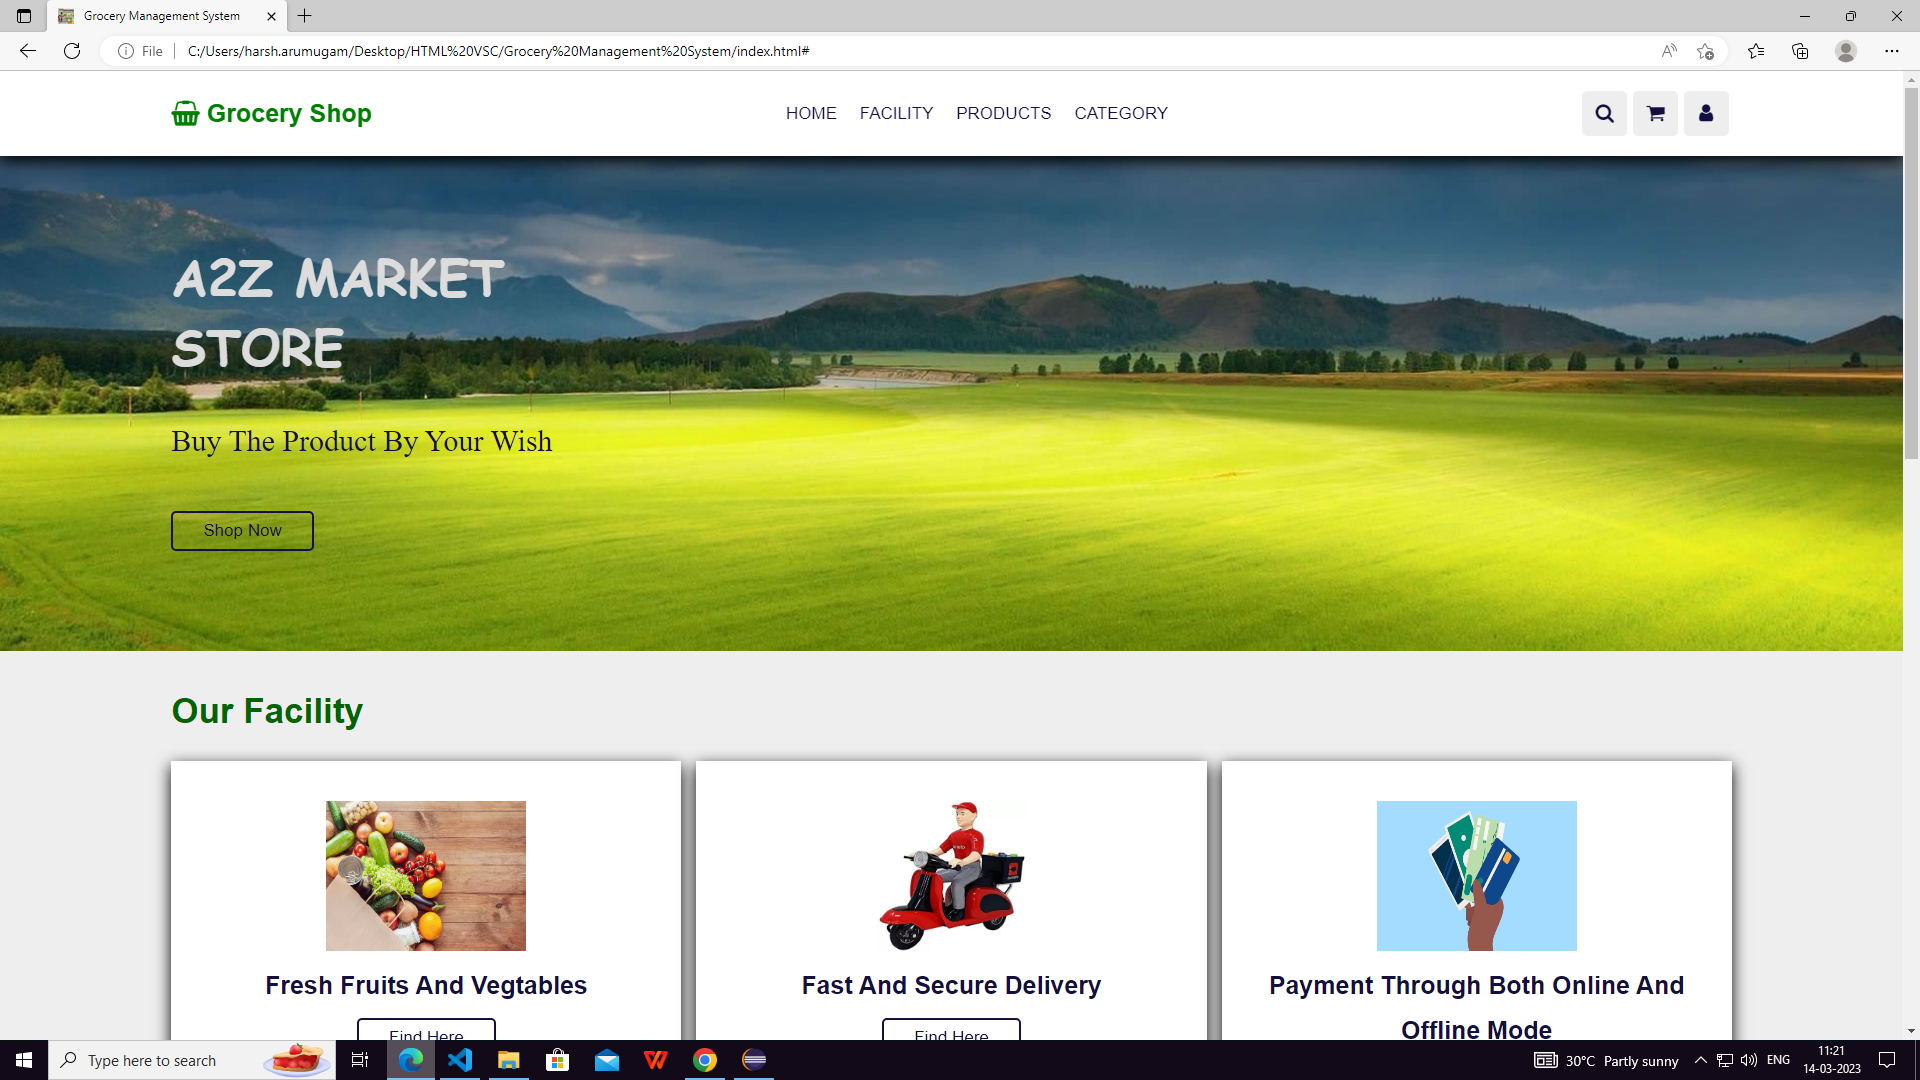 Grocery Management System
File
C:/Users/harsh.arumugam/Desktop/HTML%20VSC/Grocery%20Management%20System/index.html#
Grocery Shop
HOME FACILITY PRODUCTS CATEGORY
A2Z MARKET
STORE
Buy The Product By Your Wish
Shop Now
Our Facility
Fresh Fruits And Vegtables
Find Here
Fast And Secure Delivery
Find Here
Payment Through Both Online And
Offline Mode
Type here to search
30°C Partly sunny
ENG
11:21
14-03-2023